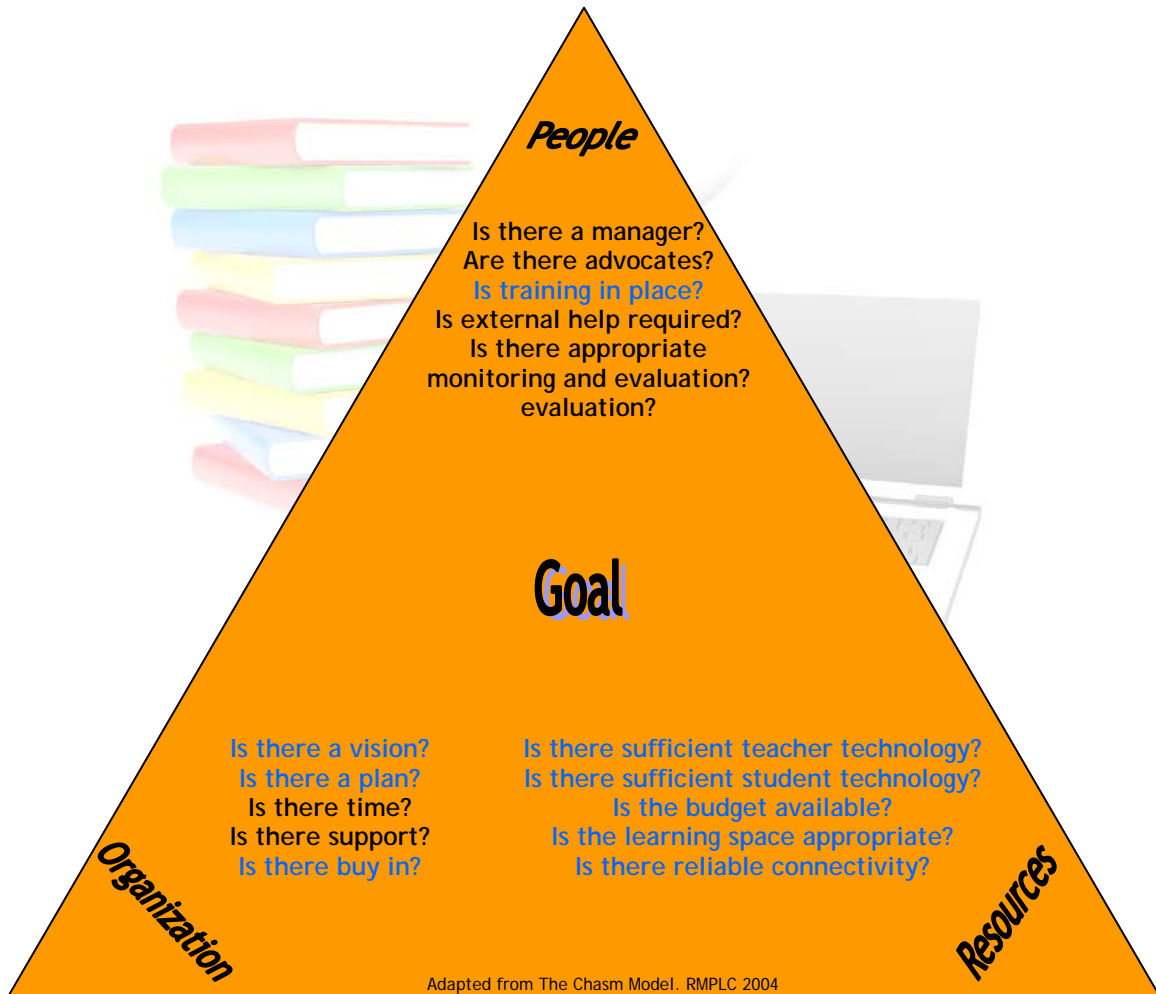 People
Is there a manager?
Are there advocates?
Is training in place?
Is external help required?
Is there appropriate
monitoring and evaluation?
evaluation?
Goal
Is there a vision?
Is there a plan?
Is there time?
Is there support?
Is there buy in?
Organization
Is there sufficient teacher technology?
Is there sufficient student technology?
Is the budget available?
Is the learning space appropriate?
Is there reliable connectivity?
Resources
Adapted from The Chasm Model. RMPLC 2004